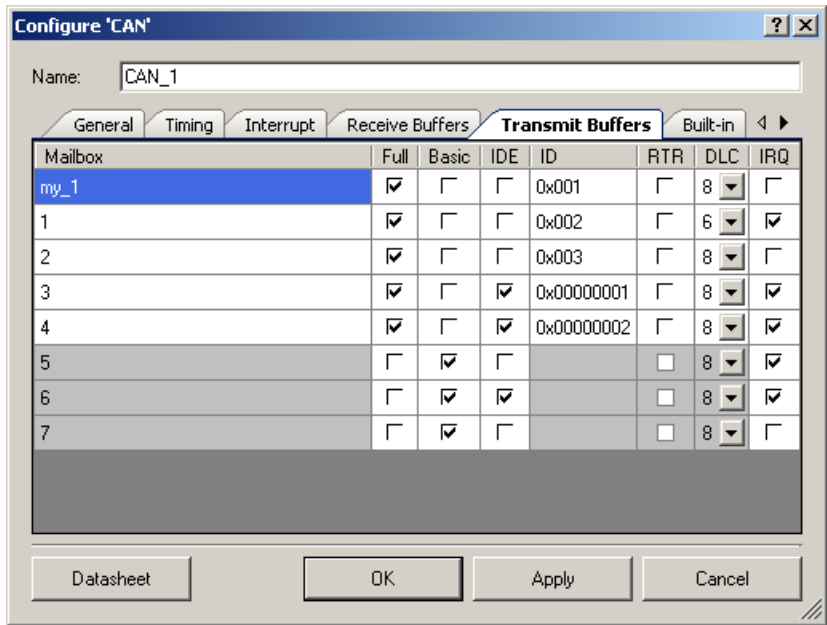 Configure 'CAN'
Name: CAN_1
General Timing Interrupt Receive Buffers Transmit Buffers Built-in
Mailbox Full Basic IDE ID RTR DLC IRQ
my_1 0x001 8
1 0x002 6
2 0x003 8
3 0x00000001 8
4 0x00000002 8
5 8
6 8
7 8
Datasheet OK Apply Cancel